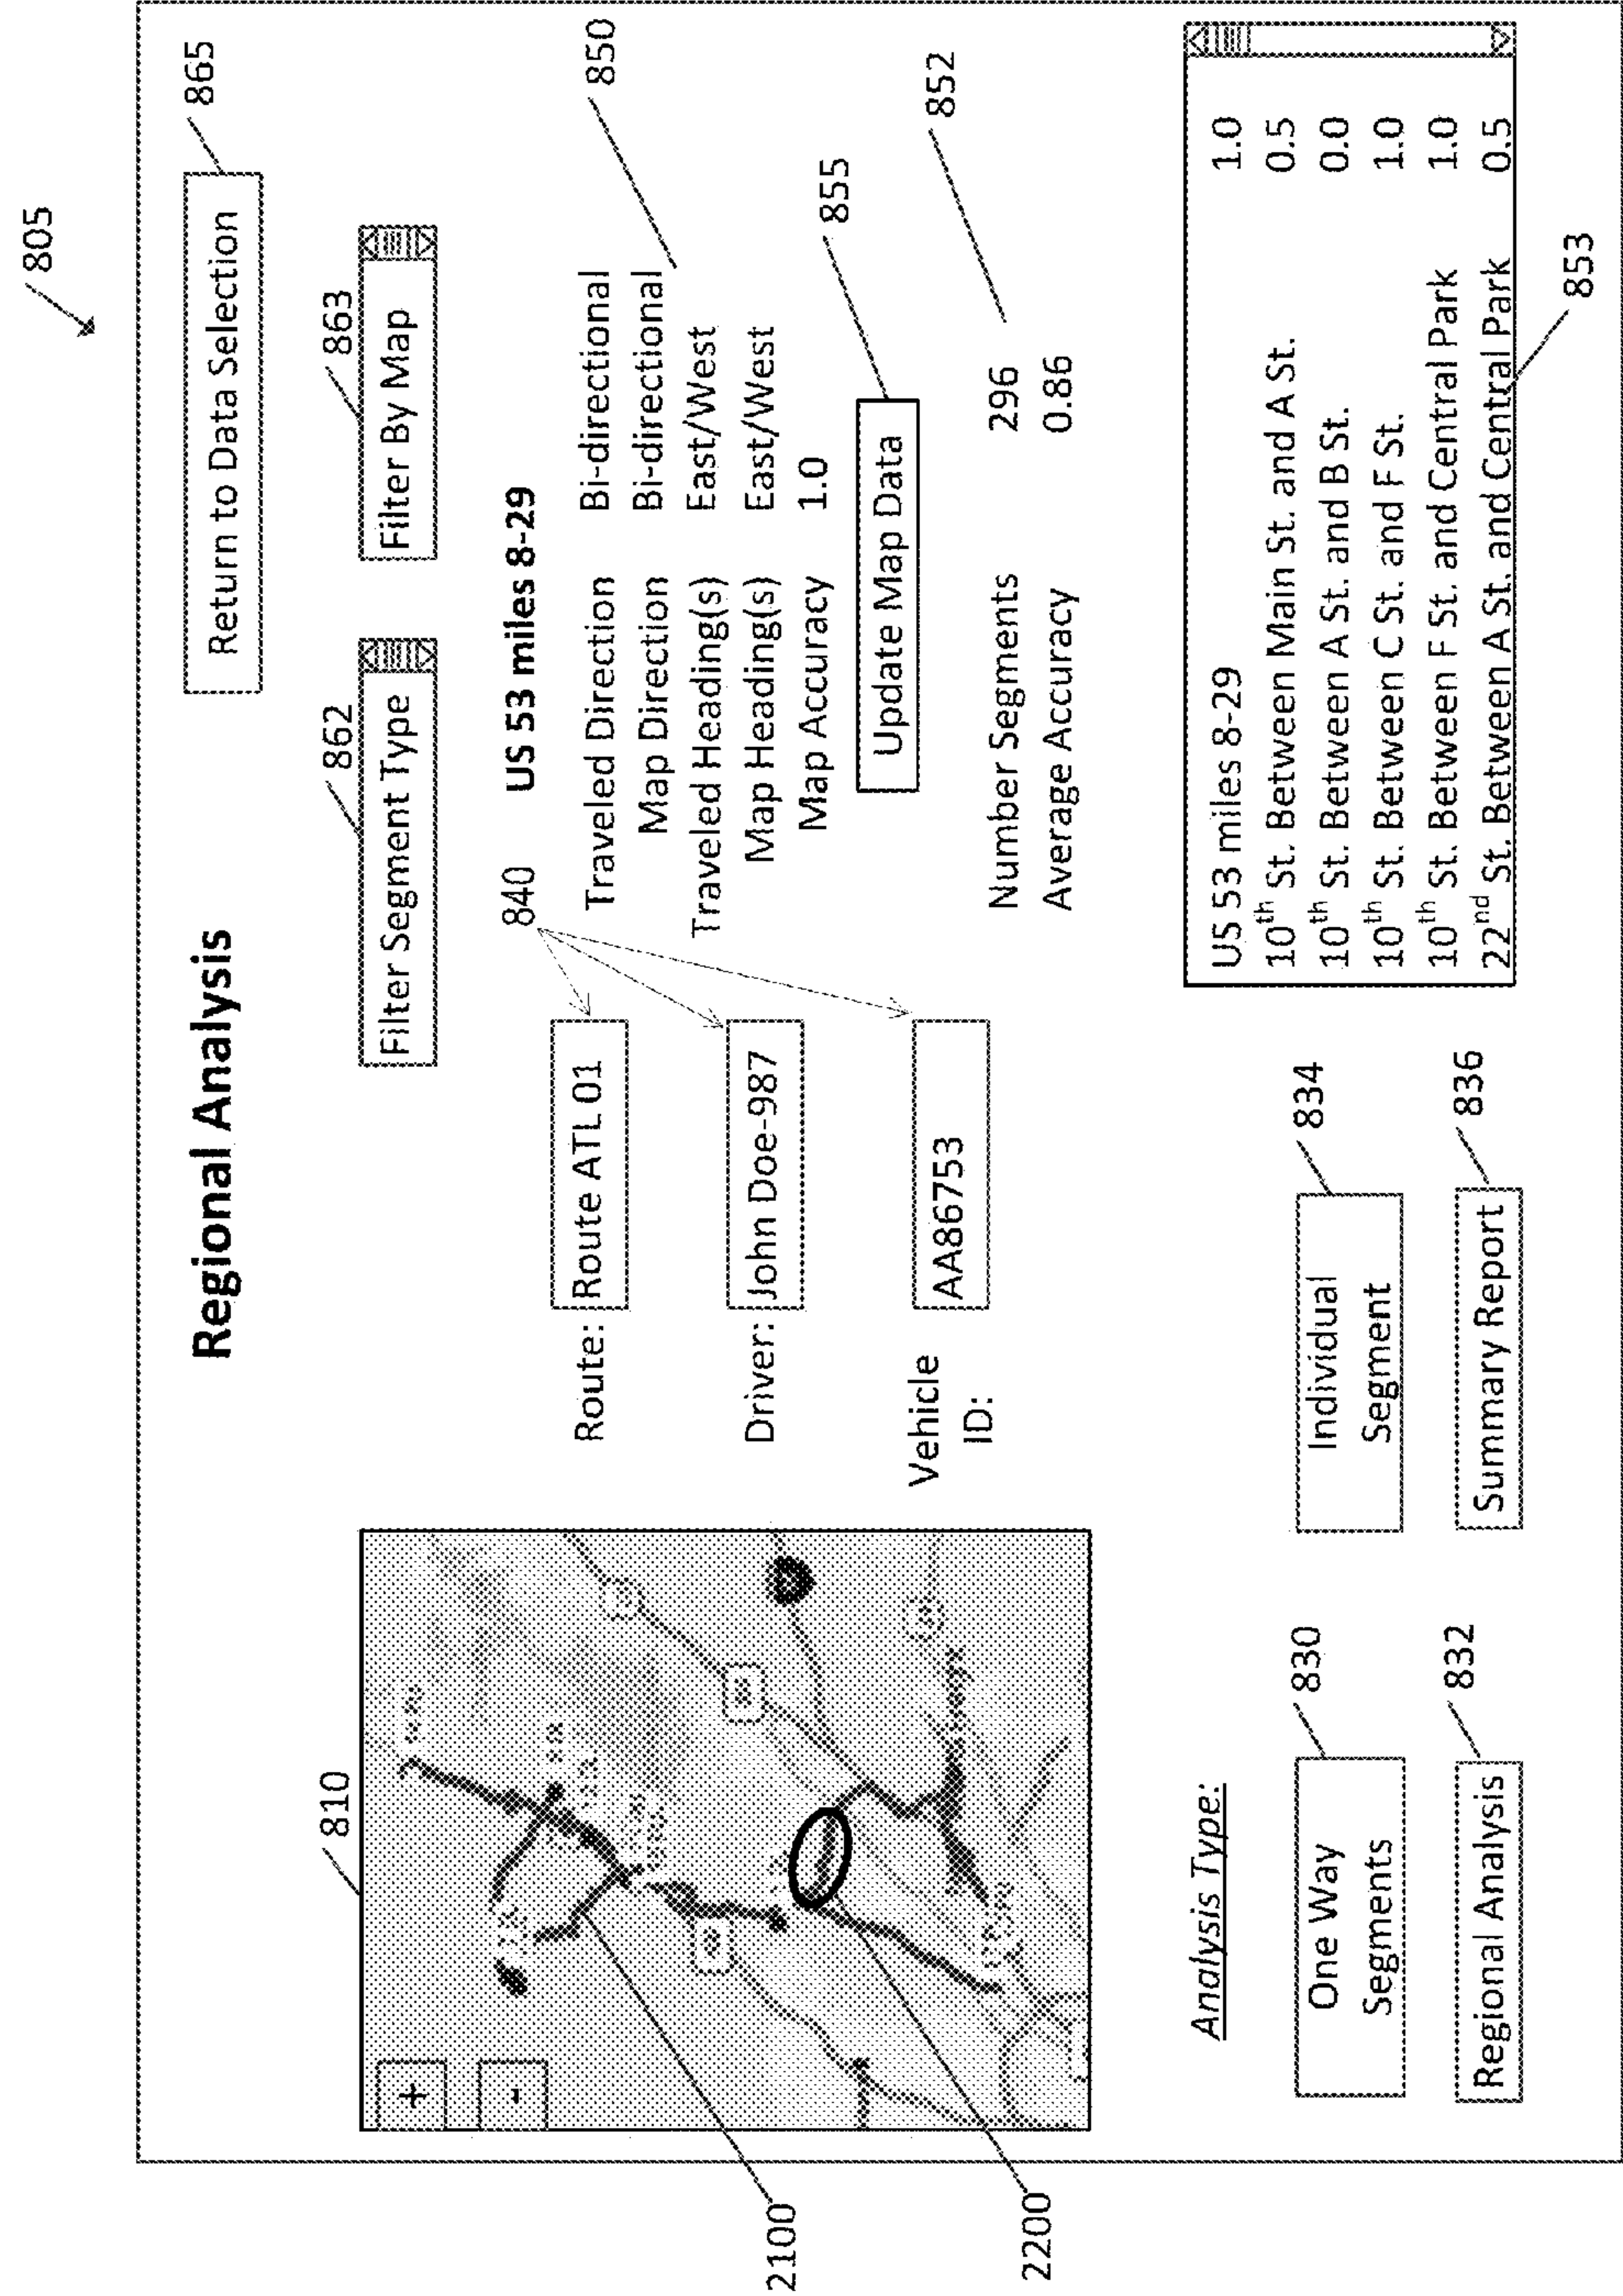 805
Regional Analysis
Return to Data Selection
865
810
862
863
Filter Segment Type
Filter By Map
+
-
840
US 53 miles 8-29
850
Route:
Route ATL 01
Driver:
John Doe-987
Vehicle
ID:
AA86753
Traveled Direction Bi-directional
Map Direction Bi-directional
Traveled Heading(s) East/West
Map Heading(s) East/West
Map Accuracy 1.0
Update Map Data
855
Number Segments 296
Average Accuracy 0.86
852
2100
2200
Analysis Type:
One Way
Segments
830
Individual
Segment
834
Regional Analysis
832
Summary Report
836
US 53 miles 8-29 1.0
10th St. Between Main St. and A St. 0.5
10th St. Between A St. and B St. 0.0
10th St. Between C St. and F St. 1.0
10th St. Between F St. and Central Park 1.0
22nd St. Between A St. and Central Park 0.5
853